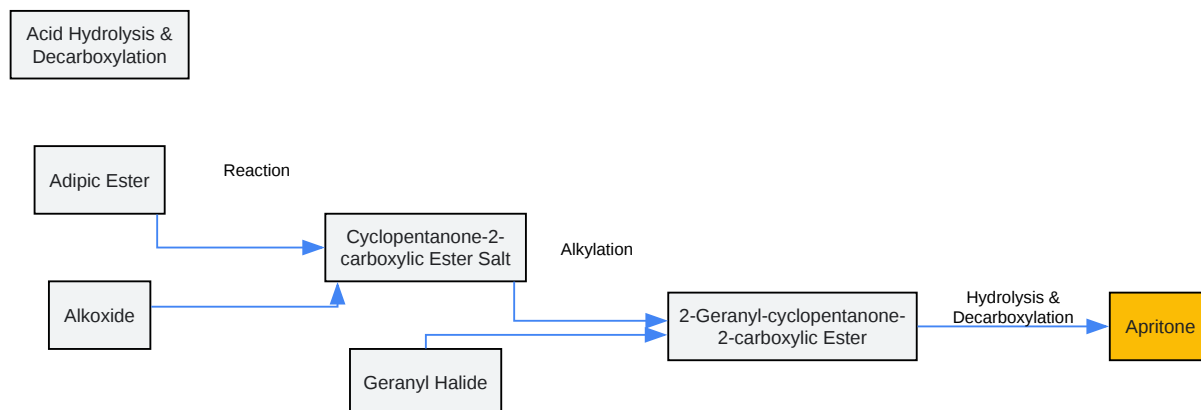 Acid Hydrolysis &
Decarboxylation
Adipic Ester
Reaction
Cyclopentanone-2-
carboxylic Ester Salt
Alkylation
Alkoxide
Hydrolysis &
Decarboxylation
2-Geranyl-cyclopentanone-
2-carboxylic Ester
Apritone
Geranyl Halide